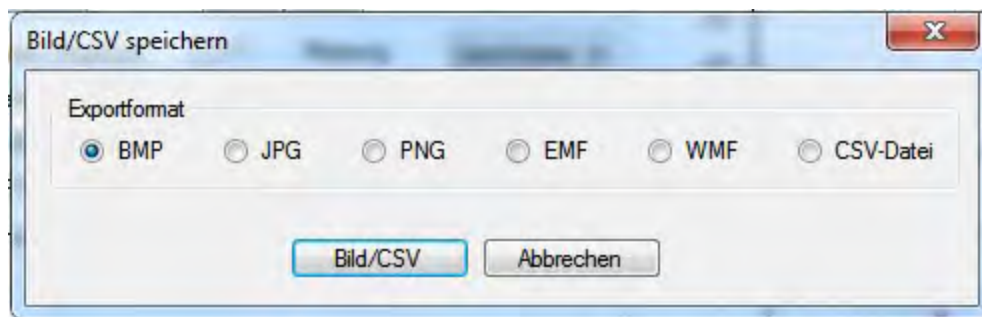 Bild/CSV speichern
Exportformat
BMP JPG PNG EMF WMF CSV-Datei
Bild/CSV Abbrechen